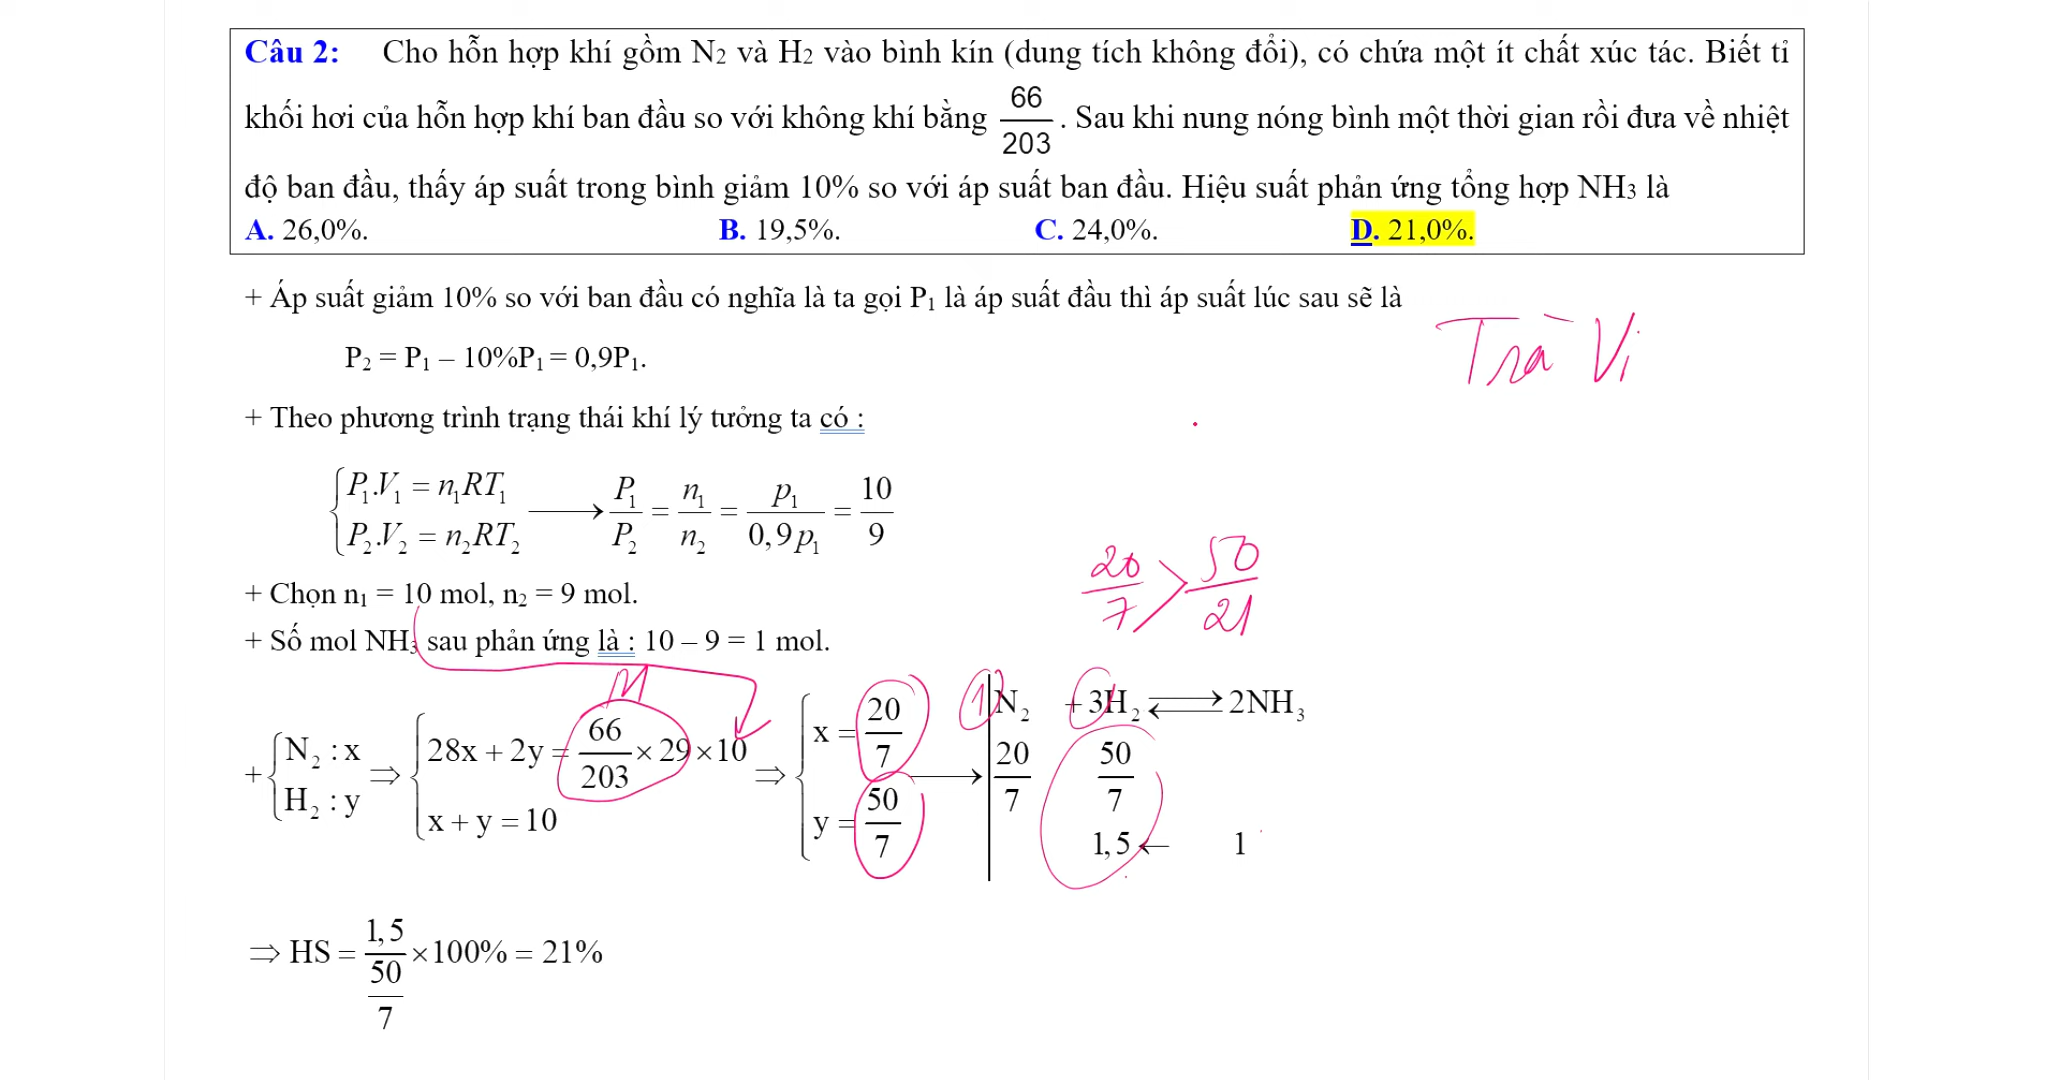 Câu 2: Cho hỗn hợp khí gồm N2 và H2 vào bình kín (dung tích không đổi), có chứa một ít chất xúc tác. Biết tỉ
khối hơi của hỗn hợp khí ban đầu so với không khí bằng 66/203. Sau khi nung nóng bình một thời gian rồi đưa về nhiệt
độ ban đầu, thấy áp suất trong bình giảm 10% so với áp suất ban đầu. Hiệu suất phản ứng tổng hợp NH3 là
A. 26,0%. B. 19,5%. C. 24,0%. D. 21,0%.
+ Áp suất giảm 10% so với ban đầu có nghĩa là ta gọi P₁ là áp suất đầu thì áp suất lúc sau sẽ là
Trà Vi
P₂ = P₁ – 10%P₁ = 0,9P₁.
+ Theo phương trình trạng thái khí lý tưởng ta có :
{P₁.V₁ = n₁RT₁
P₂.V₂ = n₂RT₂ ⟶ P₁/P₂ = n₁/n₂ = p₁/0,9p₁ = 10/9
20/7 > 50/21
+ Chọn n₁ = 10 mol, n₂ = 9 mol.
+ Số mol NH₃ sau phản ứng là : 10 – 9 = 1 mol.
M
+ {N₂ : x
H₂ : y ⇒ {28x + 2y = 66/203 × 29 × 10
x + y = 10 ⇒ {x = 20/7
y = 50/7 ⟶ 1 N₂ + 3H₂ ⇄ 2NH₃
20/7 50/7
1,5 ← 1
⇒ HS = 1,5/(50/7) ×100% = 21%